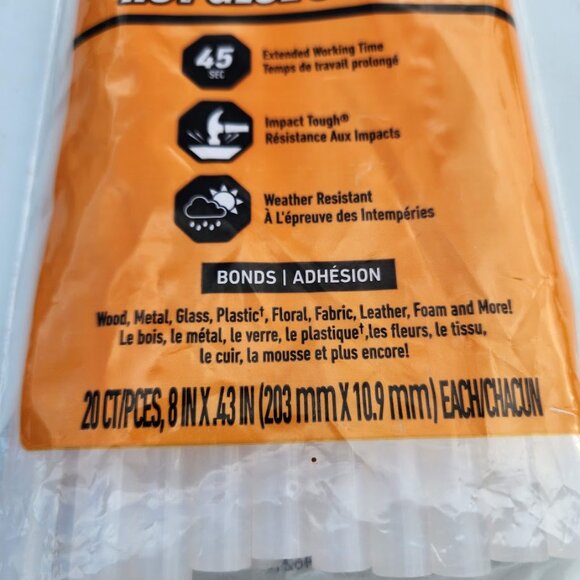 HOT GLUE
45
SEC
Extended Working Time
Temps de travail prolongé
Impact Tough®
Résistance Aux Impacts
Weather Resistant
À L'épreuve des Intempéries
BONDS | ADHÉSION
Wood, Metal, Glass, Plastic†, Floral, Fabric, Leather, Foam and More!
Le bois, le métal, le verre, le plastique†,les fleurs, le tissu,
le cuir, la mousse et plus encore!
20 CT/PCES, 8 IN X .43 IN (203 mm X 10.9 mm) EACH/CHACUN